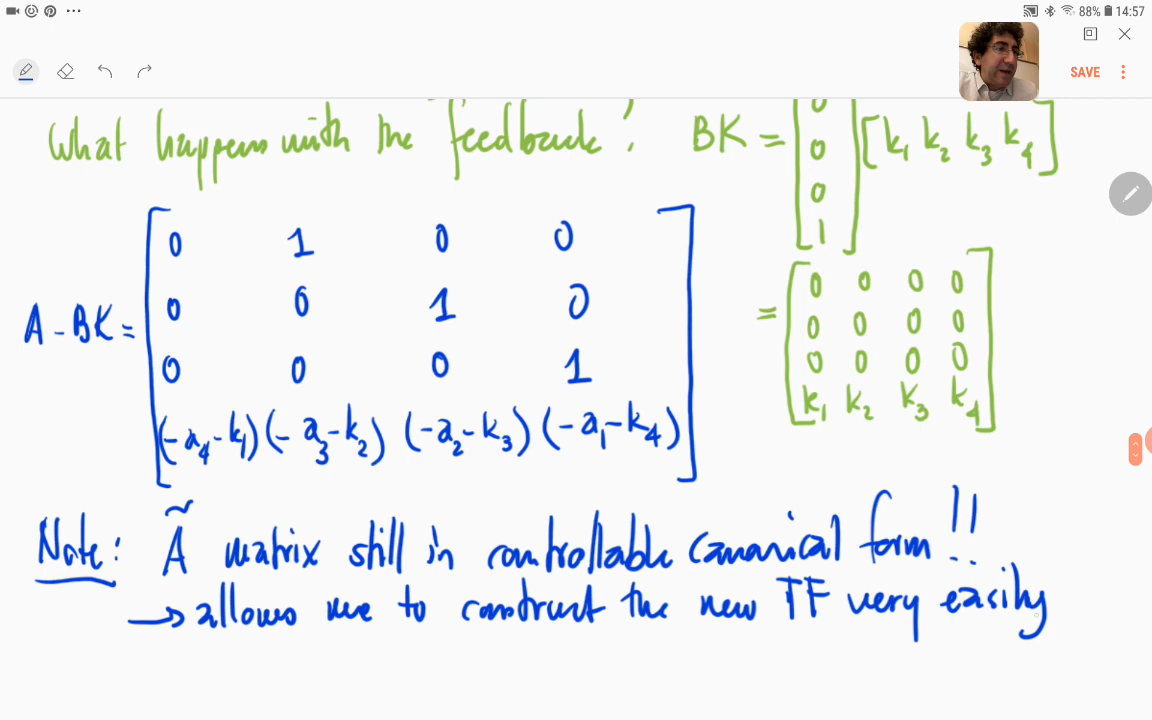 88% 14:57
SAVE
What happens with the feedback? BK = [0 0 0 1] [k₁ k₂ k₃ k₄]
A - BK =
0 1 0 0
0 0 1 0
0 0 0 1
(-a₄-k₁) (-a₃-k₂) (-a₂-k₃) (-a₁-k₄)
=
0 0 0 0
0 0 0 0
0 0 0 0
k₁ k₂ k₃ k₄
Note: Ã matrix still in controllable canonical form !!
→ allows me to construct the new TF very easily